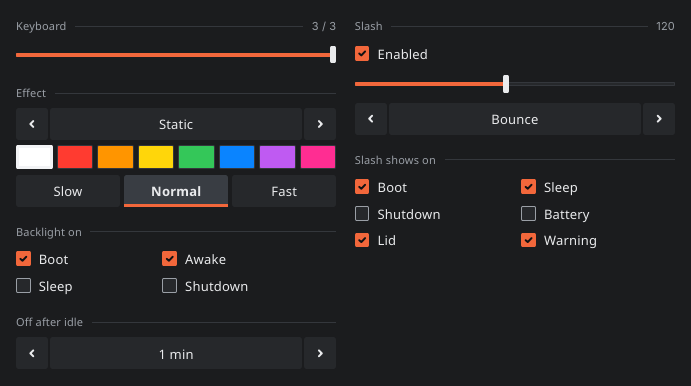 Keyboard 3 / 3
Effect
Static
Slow Normal Fast
Backlight on
Boot Awake
Sleep Shutdown
Off after idle
1 min
Slash 120
Enabled
Bounce
Slash shows on
Boot Sleep
Shutdown Battery
Lid Warning